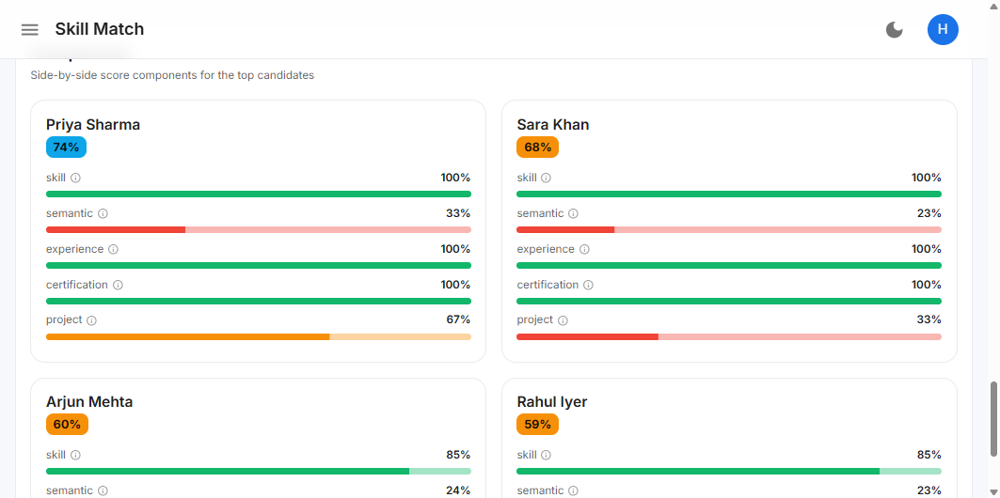 Skill Match
H
Side-by-side score components for the top candidates
Priya Sharma
74%
skill 100%
semantic 33%
experience 100%
certification 100%
project 67%
Sara Khan
68%
skill 100%
semantic 23%
experience 100%
certification 100%
project 33%
Arjun Mehta
60%
skill 85%
semantic 24%
Rahul Iyer
59%
skill 85%
semantic 23%